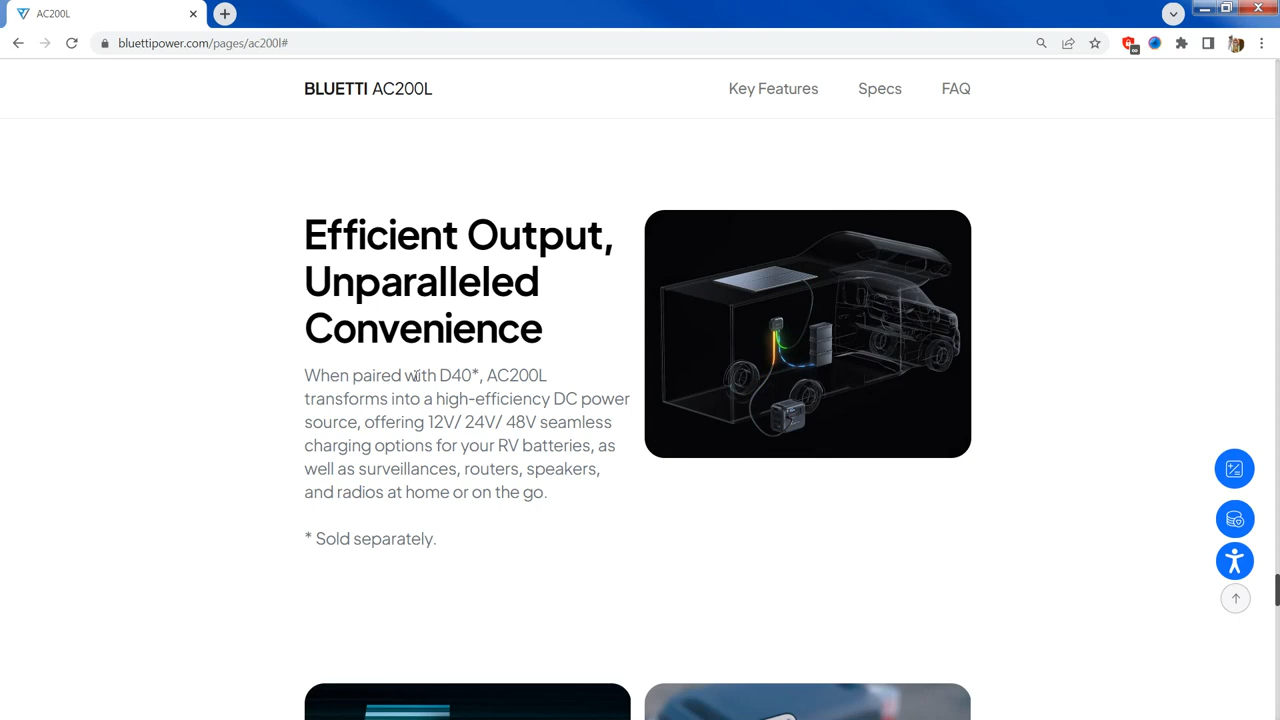 AC200L
bluettipower.com/pages/ac200l#
BLUETTI AC200L
Key Features
Specs
FAQ
Efficient Output,
Unparalleled
Convenience
When paired with D40*, AC200L
transforms into a high-efficiency DC power
source, offering 12V/ 24V/ 48V seamless
charging options for your RV batteries, as
well as surveillances, routers, speakers,
and radios at home or on the go.
* Sold separately.